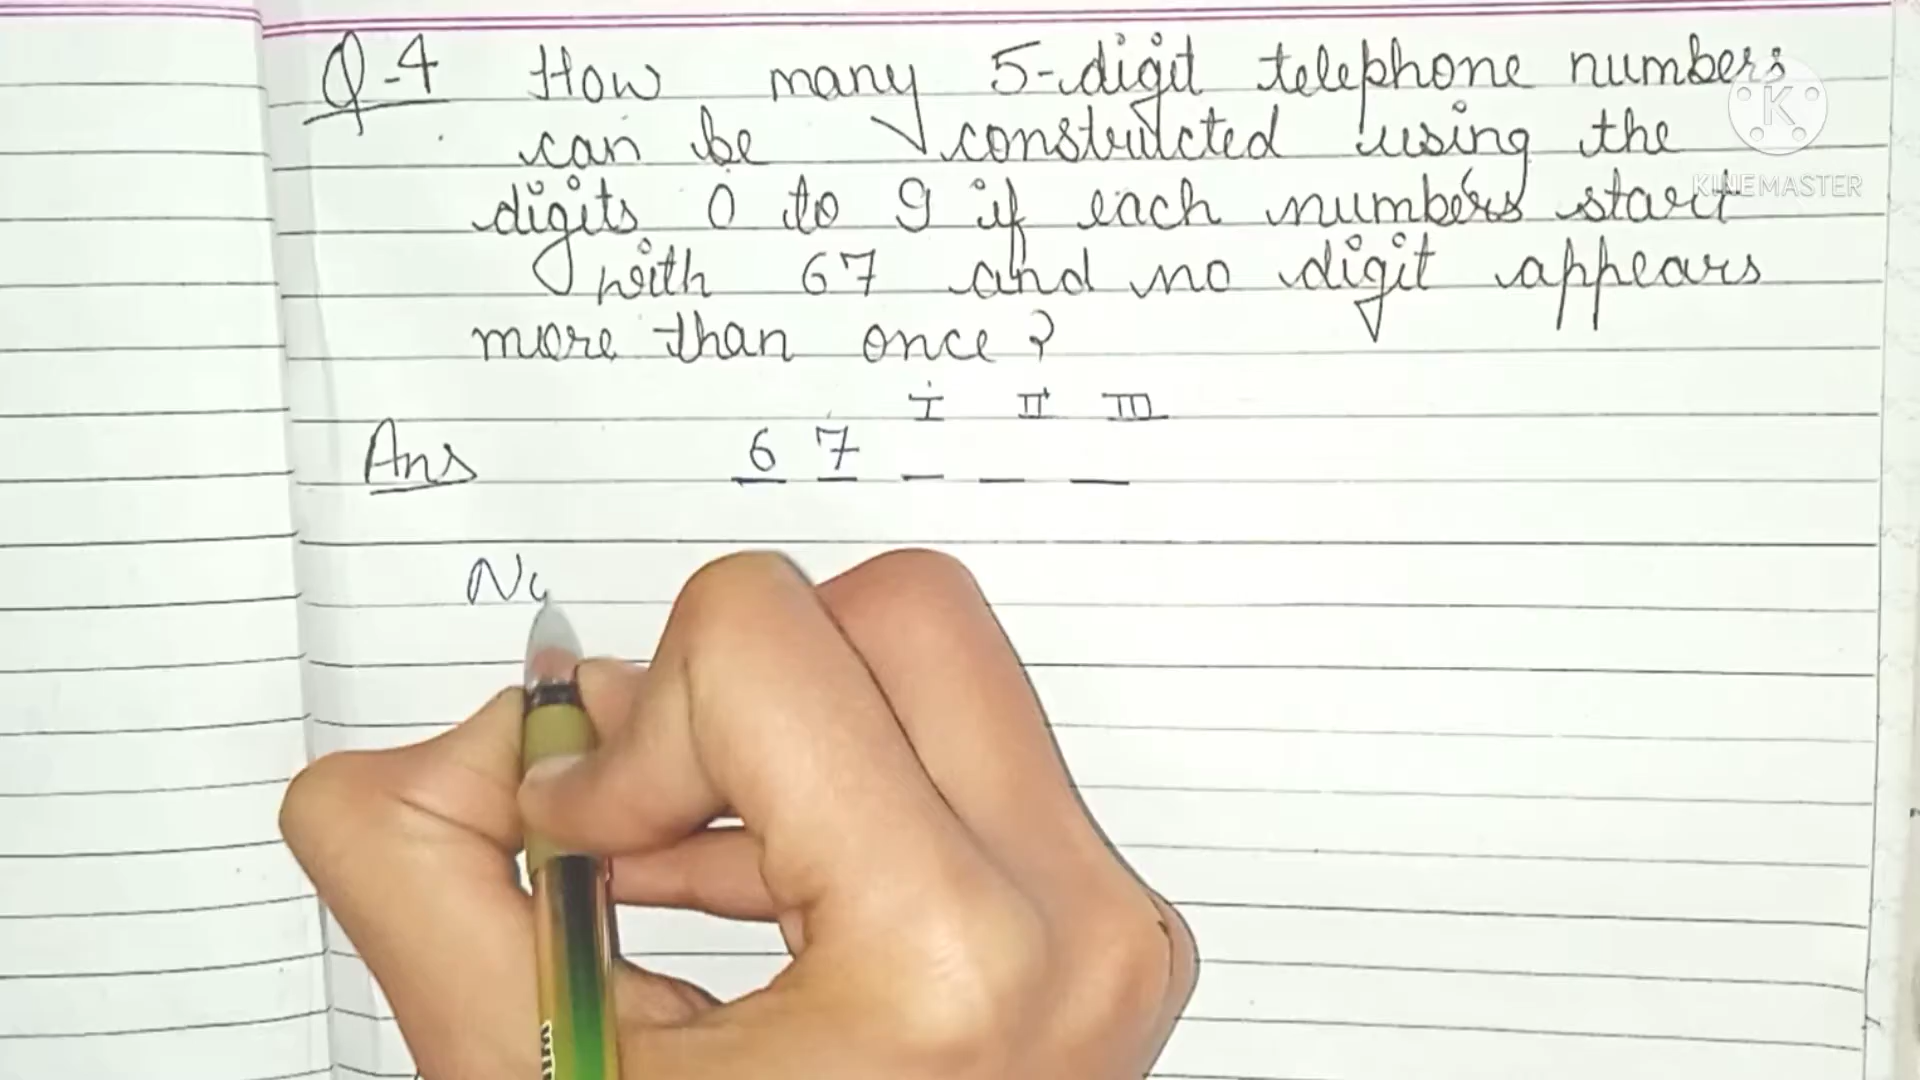 Q-4 How many 5-digit telephone numbers
can be constructed using the
digits 0 to 9 if each numbers start
with 67 and no digit appears
more than once?
I II III
Ans 6 7 _ _ _
KINEMASTER